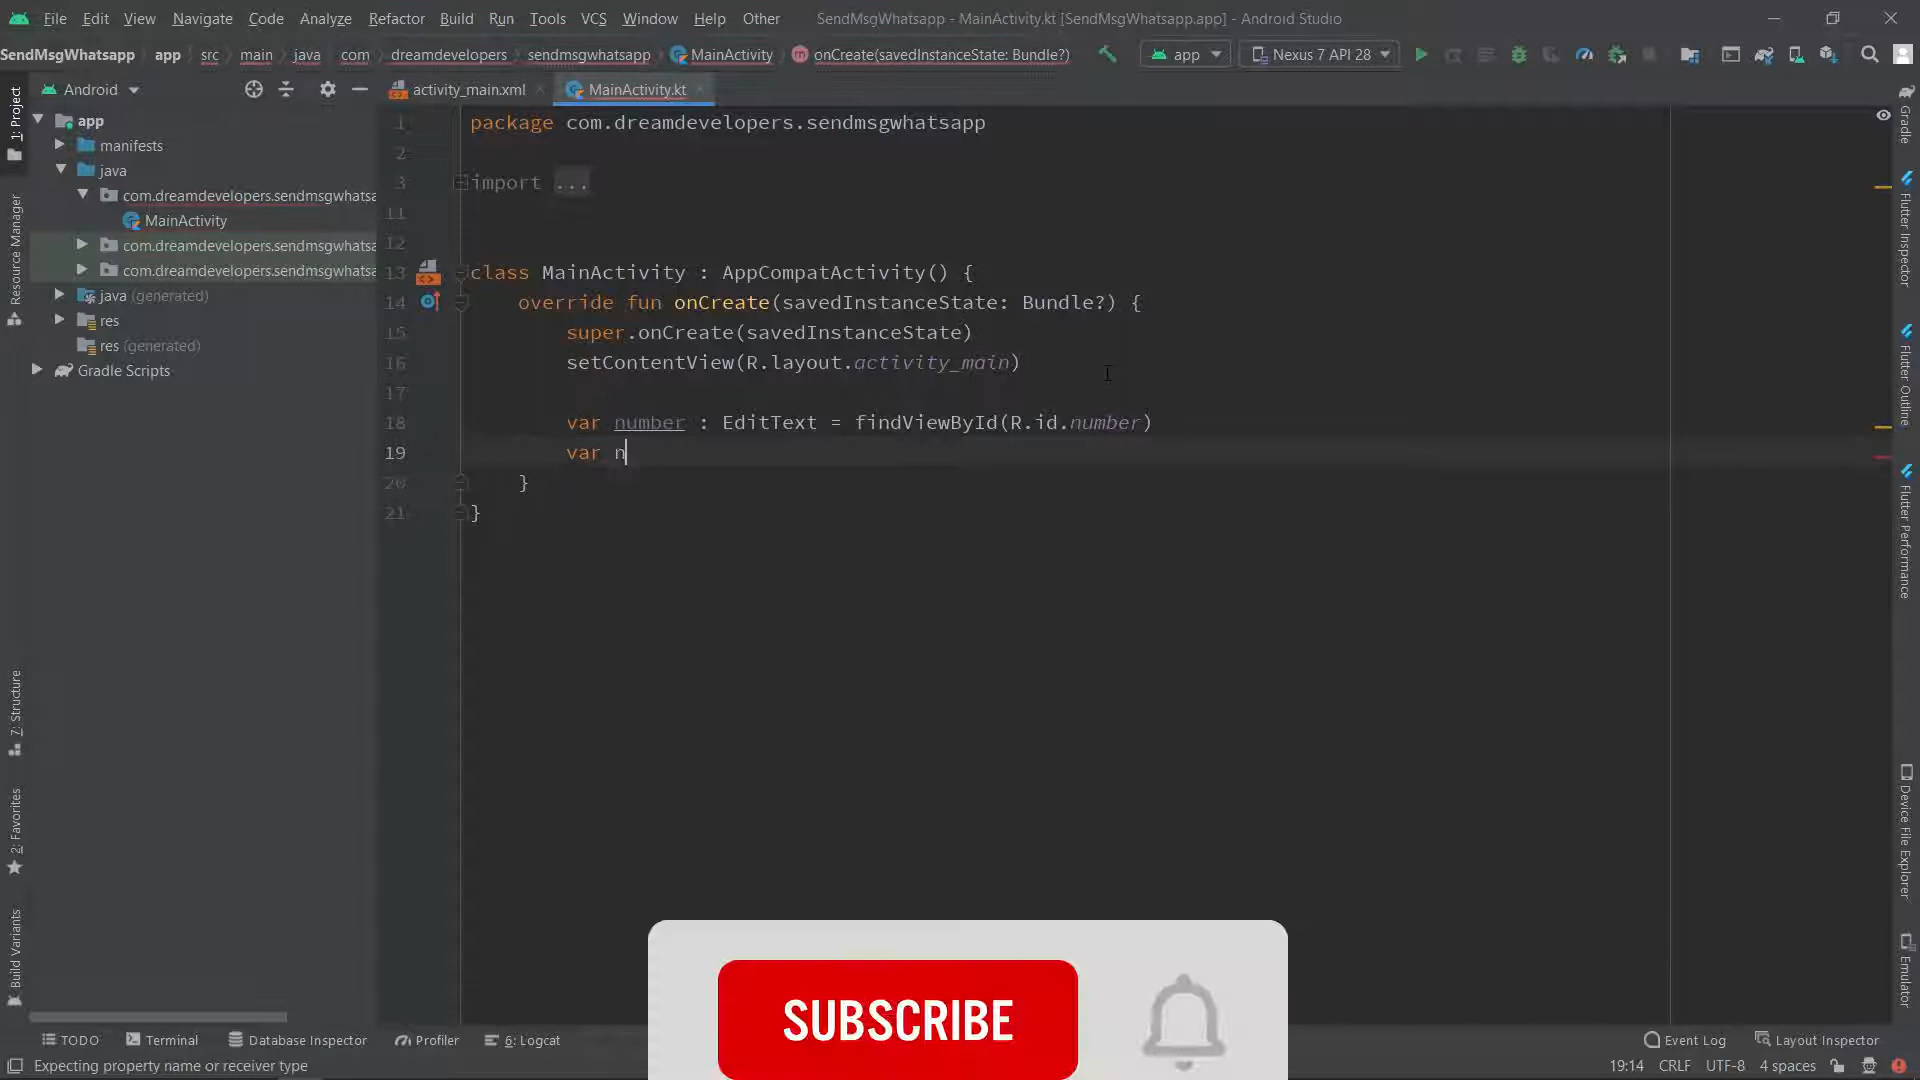 File Edit View Navigate Code Analyze Refactor Build Run Tools VCS Window Help Other SendMsgWhatsapp - MainActivity.kt [SendMsgWhatsapp.app] - Android Studio
SendMsgWhatsapp app src main java com dreamdevelopers sendmsgwhatsapp MainActivity onCreate(savedInstanceState: Bundle?) app Nexus 7 API 28
Android activity_main.xml MainActivity.kt
1: Project
Resource Manager
7: Structure
2: Favorites
Build Variants
app
manifests
java
com.dreamdevelopers.sendmsgwhatsa
MainActivity
com.dreamdevelopers.sendmsgwhatsa
com.dreamdevelopers.sendmsgwhatsa
java (generated)
res
res (generated)
Gradle Scripts
1 package com.dreamdevelopers.sendmsgwhatsapp
2
3 import ...
11
12
13 class MainActivity : AppCompatActivity() {
14 override fun onCreate(savedInstanceState: Bundle?) {
15 super.onCreate(savedInstanceState)
16 setContentView(R.layout.activity_main)
17
18 var number : EditText = findViewById(R.id.number)
19 var n
20 }
21 }
Gradle
Flutter Inspector
Flutter Outline
Flutter Performance
Device File Explorer
Emulator
SUBSCRIBE
TODO Terminal Database Inspector Profiler 6: Logcat Event Log Layout Inspector
Expecting property name or receiver type 19:14 CRLF UTF-8 4 spaces